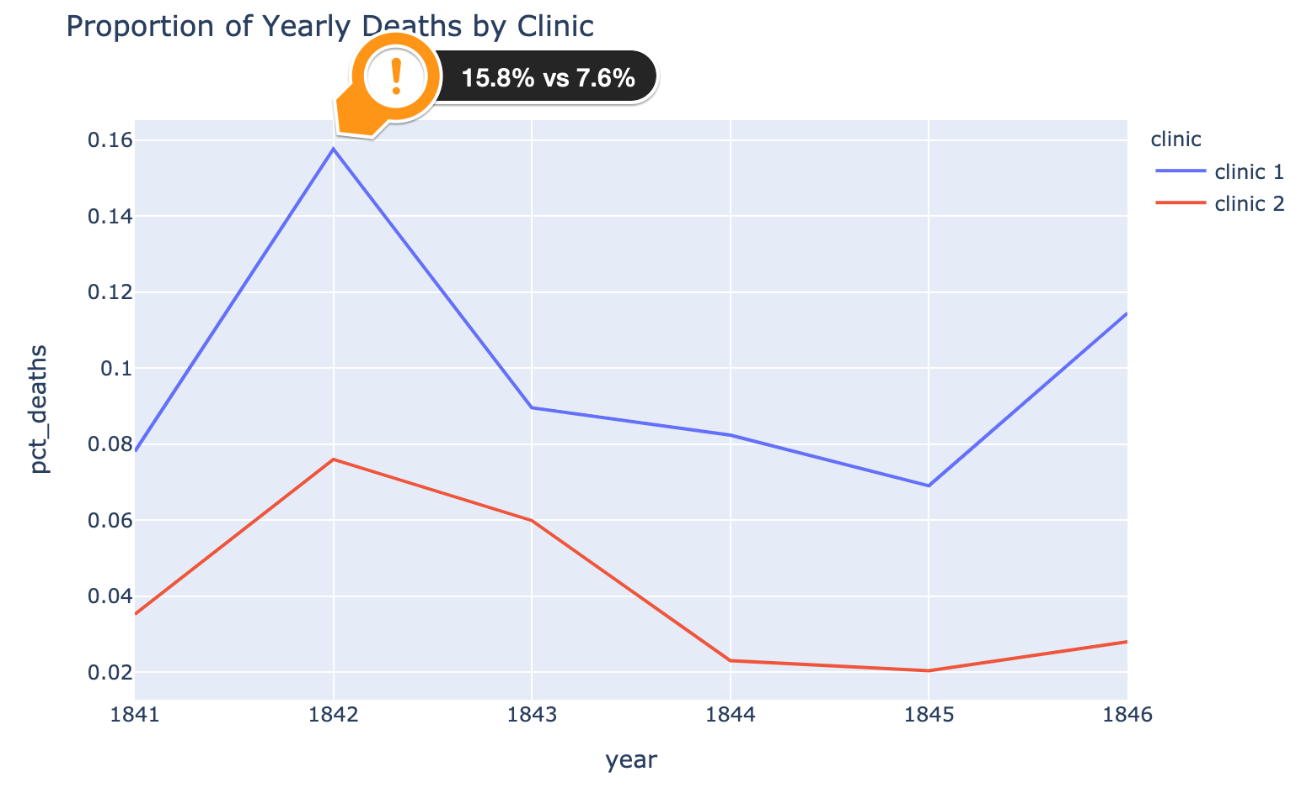 Proportion of Yearly Deaths by Clinic
!
15.8% vs 7.6%
0.16
0.14
0.12
0.1
0.08
0.06
0.04
0.02
pct_deaths
1841 1842 1843 1844 1845 1846
year
clinic
clinic 1
clinic 2